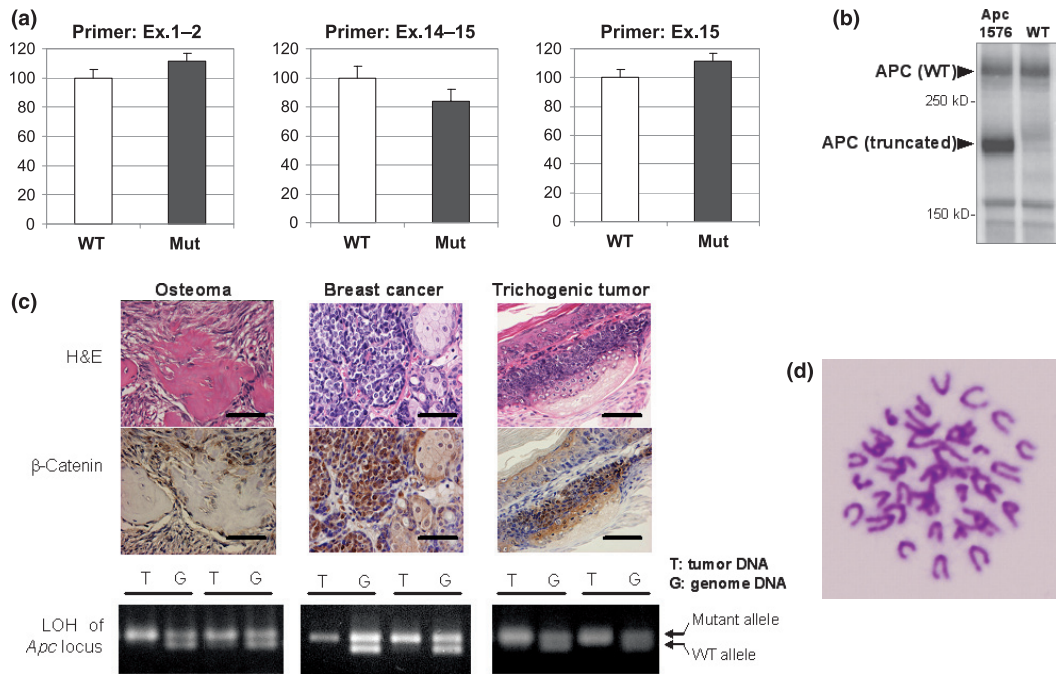 (a)
Primer: Ex.1–2
120
100
80
60
40
20
0
WT
Mut
Primer: Ex.14–15
120
100
80
60
40
20
0
WT
Mut
Primer: Ex.15
120
100
80
60
40
20
0
WT
Mut
(b)
Apc
1576
WT
APC (WT)
250 kD
APC (truncated)
150 kD
(c)
Osteoma
Breast cancer
Trichogenic tumor
H&E
β-Catenin
T: tumor DNA
G: genome DNA
T G
T G
T G
LOH of
Apc locus
Mutant allele
WT allele
(d)